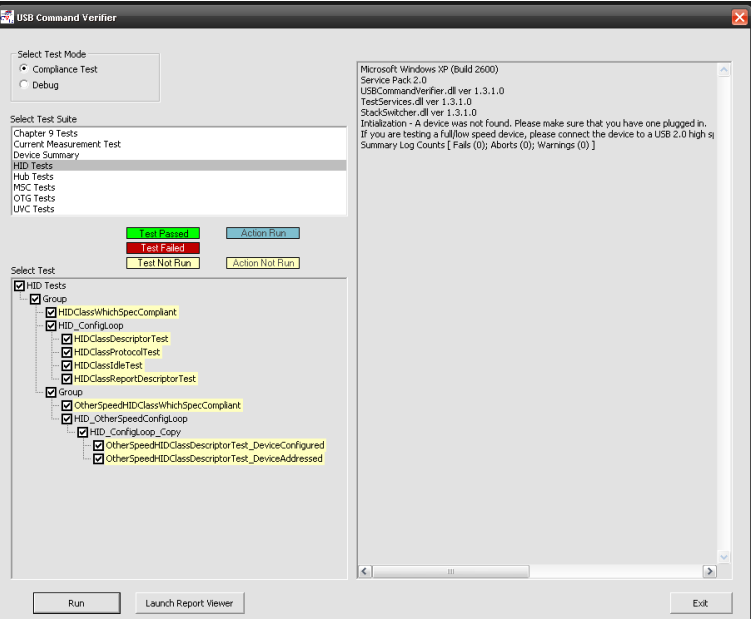 USB Command Verifier
Select Test Mode
Compliance Test
Debug
Select Test Suite
Chapter 9 Tests
Current Measurement Test
Device Summary
HID Tests
Hub Tests
MSC Tests
OTG Tests
UVC Tests
Test Passed Action Run
Test Failed
Test Not Run Action Not Run
Select Test
HID Tests
Group
HIDClassWhichSpecCompliant
HID_ConfigLoop
HIDClassDescriptorTest
HIDClassProtocolTest
HIDClassIdleTest
HIDClassReportDescriptorTest
Group
OtherSpeedHIDClassWhichSpecCompliant
HID_OtherSpeedConfigLoop
HID_ConfigLoop_Copy
OtherSpeedHIDClassDescriptorTest_DeviceConfigured
OtherSpeedHIDClassDescriptorTest_DeviceAddressed
Microsoft Windows XP (Build 2600)
Service Pack 2.0
USBCommandVerifier.dll ver 1.3.1.0
TestServices.dll ver 1.3.1.0
StackSwitcher.dll ver 1.3.1.0
Intialization - A device was not found. Please make sure that you have one plugged in.
If you are testing a full/low speed device, please connect the device to a USB 2.0 high
Summary Log Counts [ Fails (0); Aborts (0); Warnings (0) ]
Run
Launch Report Viewer
Exit